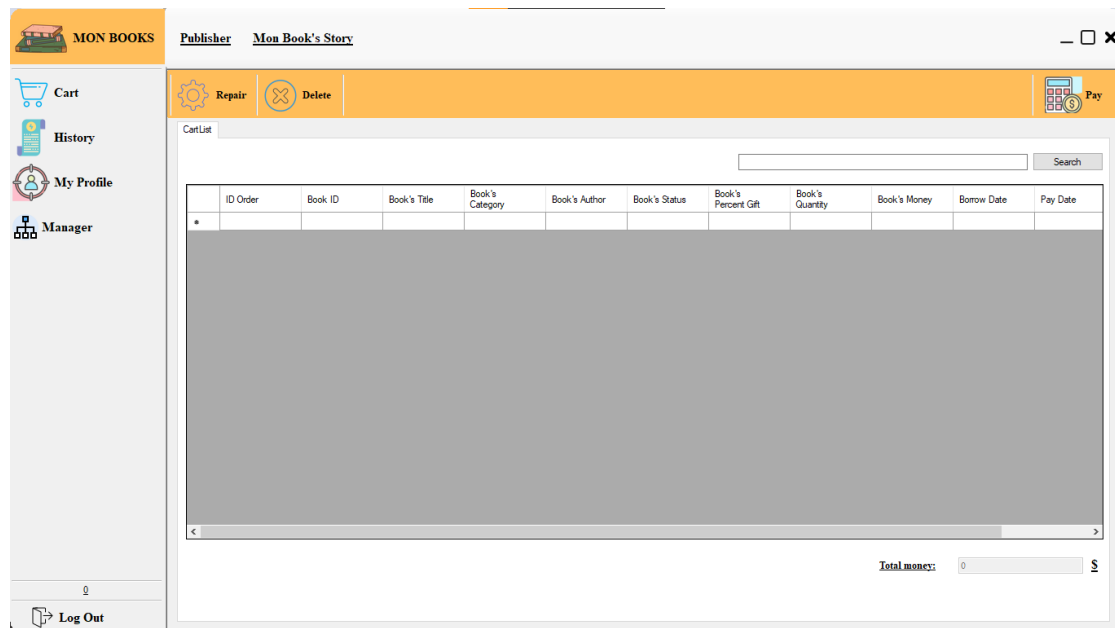 MON BOOKS
Publisher Mon Book's Story
Cart
History
My Profile
Manager
0
Log Out
Repair Delete Pay
CartList
Search
ID Order Book ID Book's Title Book's Category Book's Author Book's Status Book's Percent Gift Book's Quantity Book's Money Borrow Date Pay Date
*
Total money: 0 $